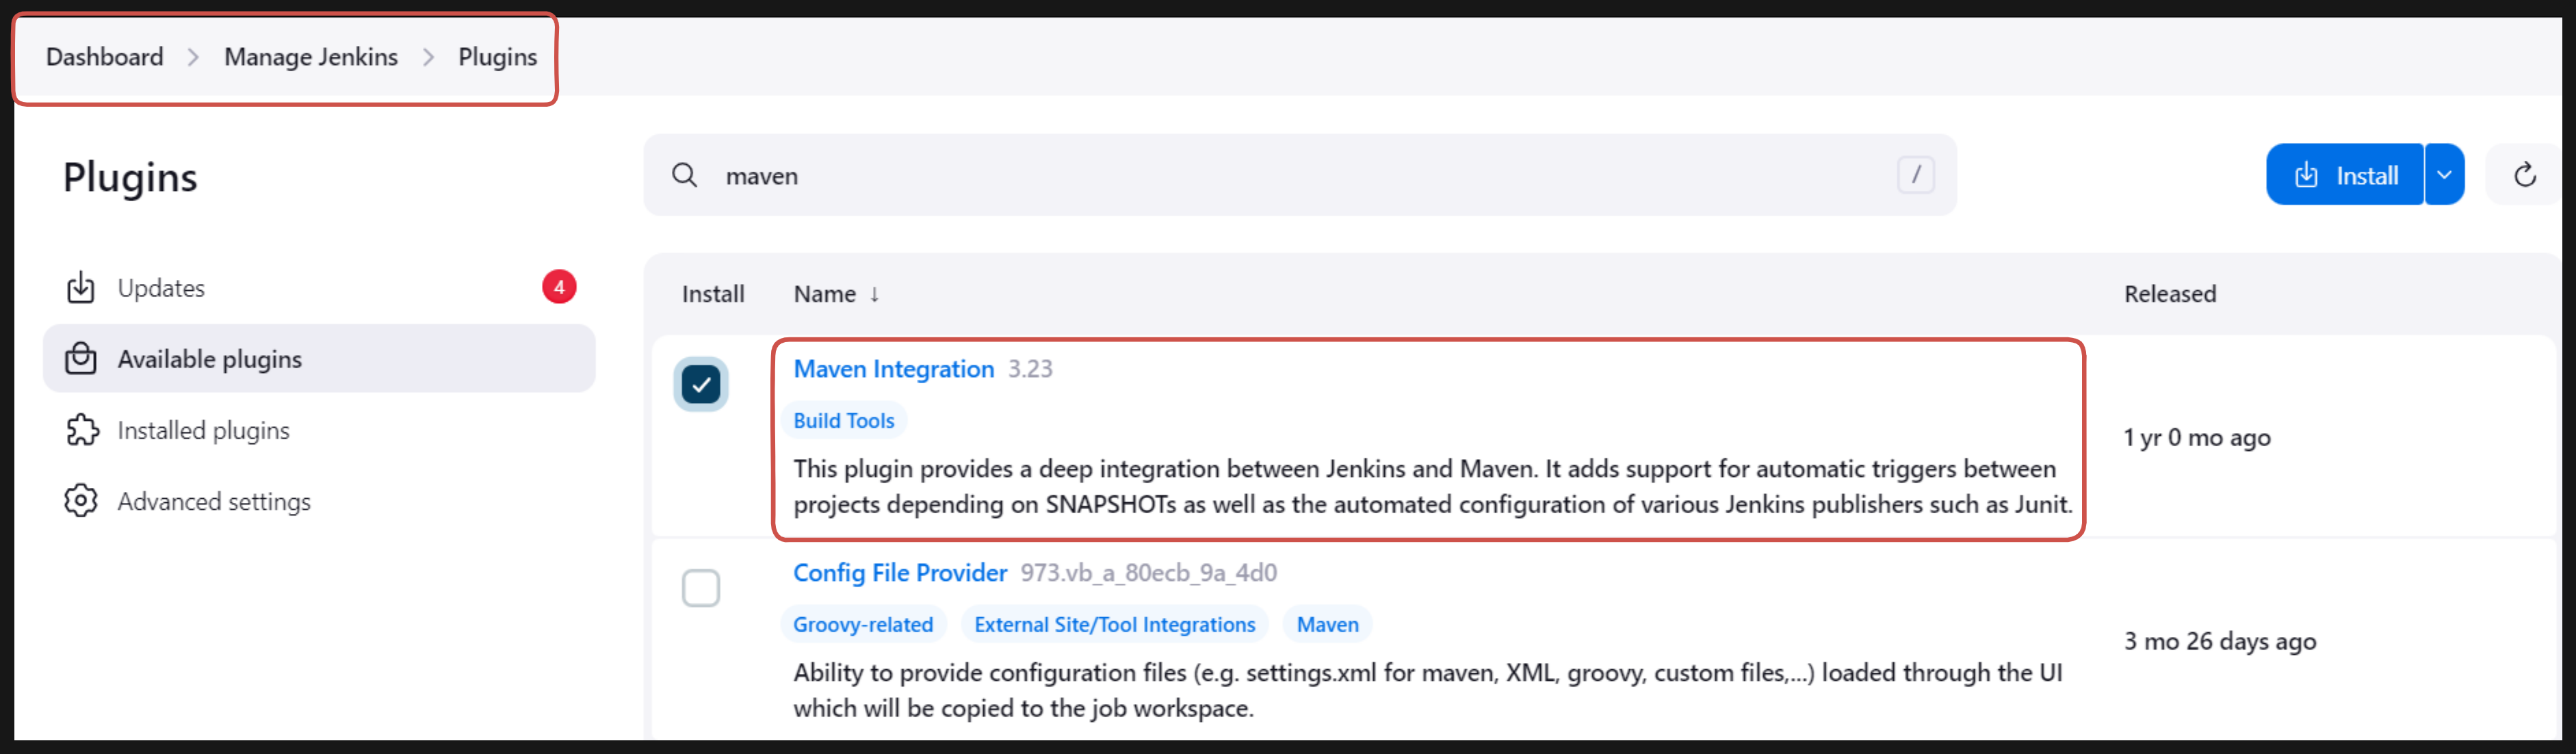 Dashboard > Manage Jenkins > Plugins
Plugins
maven /
Install
Updates 4
Available plugins
Installed plugins
Advanced settings
Install Name ↓ Released
Maven Integration 3.23
Build Tools
This plugin provides a deep integration between Jenkins and Maven. It adds support for automatic triggers between
projects depending on SNAPSHOTs as well as the automated configuration of various Jenkins publishers such as Junit.
1 yr 0 mo ago
Config File Provider 973.vb_a_80ecb_9a_4d0
Groovy-related External Site/Tool Integrations Maven
Ability to provide configuration files (e.g. settings.xml for maven, XML, groovy, custom files,...) loaded through the UI
which will be copied to the job workspace.
3 mo 26 days ago